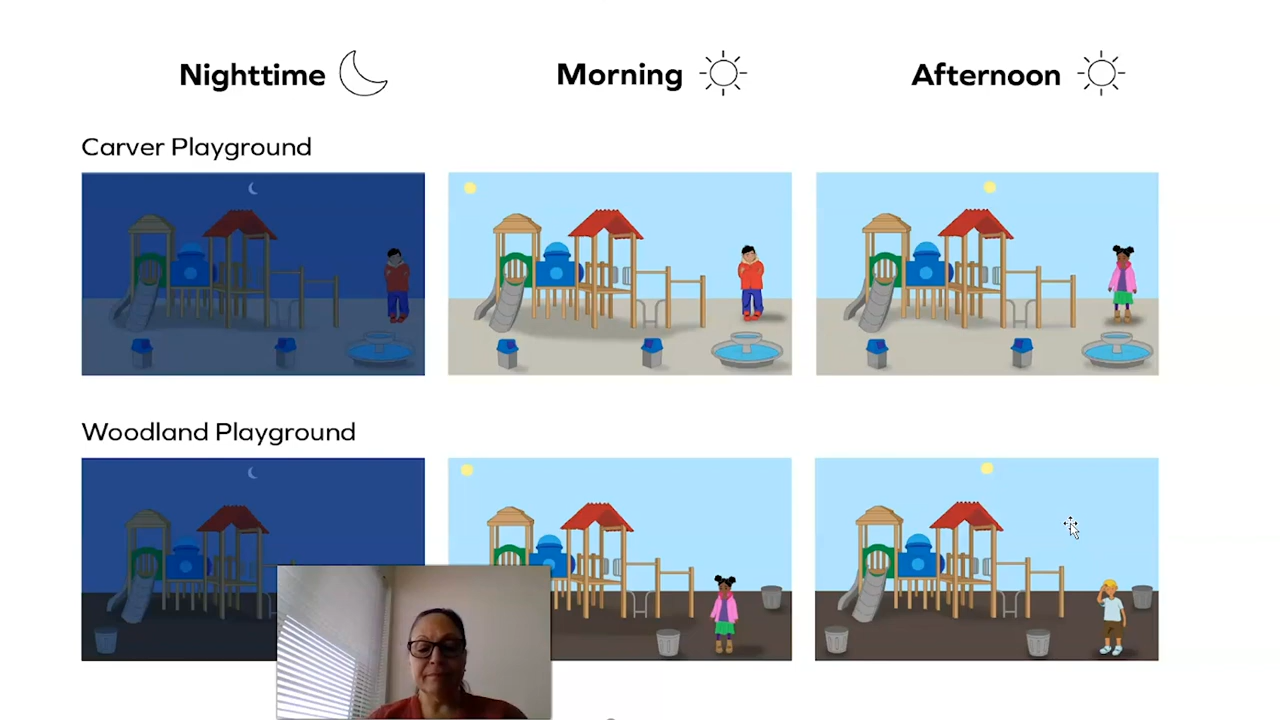 Nighttime
Morning
Afternoon
Carver Playground
Woodland Playground